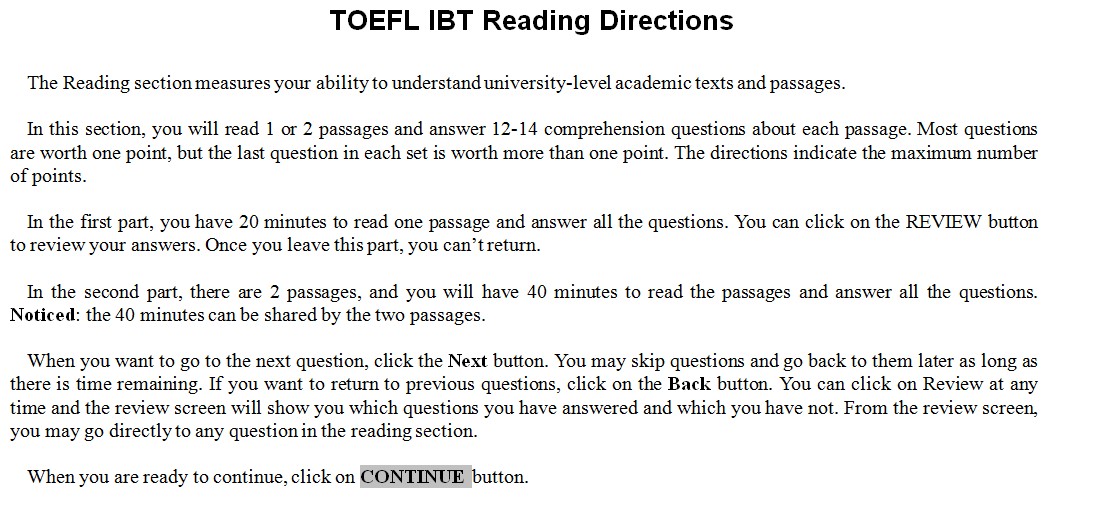 TOEFL IBT Reading Directions
The Reading section measures your ability to understand university-level academic texts and passages.
In this section, you will read 1 or 2 passages and answer 12-14 comprehension questions about each passage. Most questions
are worth one point, but the last question in each set is worth more than one point. The directions indicate the maximum number
of points.
In the first part, you have 20 minutes to read one passage and answer all the questions. You can click on the REVIEW button
to review your answers. Once you leave this part, you can’t return.
In the second part, there are 2 passages, and you will have 40 minutes to read the passages and answer all the questions.
Noticed: the 40 minutes can be shared by the two passages.
When you want to go to the next question, click the Next button. You may skip questions and go back to them later as long as
there is time remaining. If you want to return to previous questions, click on the Back button. You can click on Review at any
time and the review screen will show you which questions you have answered and which you have not. From the review screen,
you may go directly to any question in the reading section.
When you are ready to continue, click on CONTINUE button.